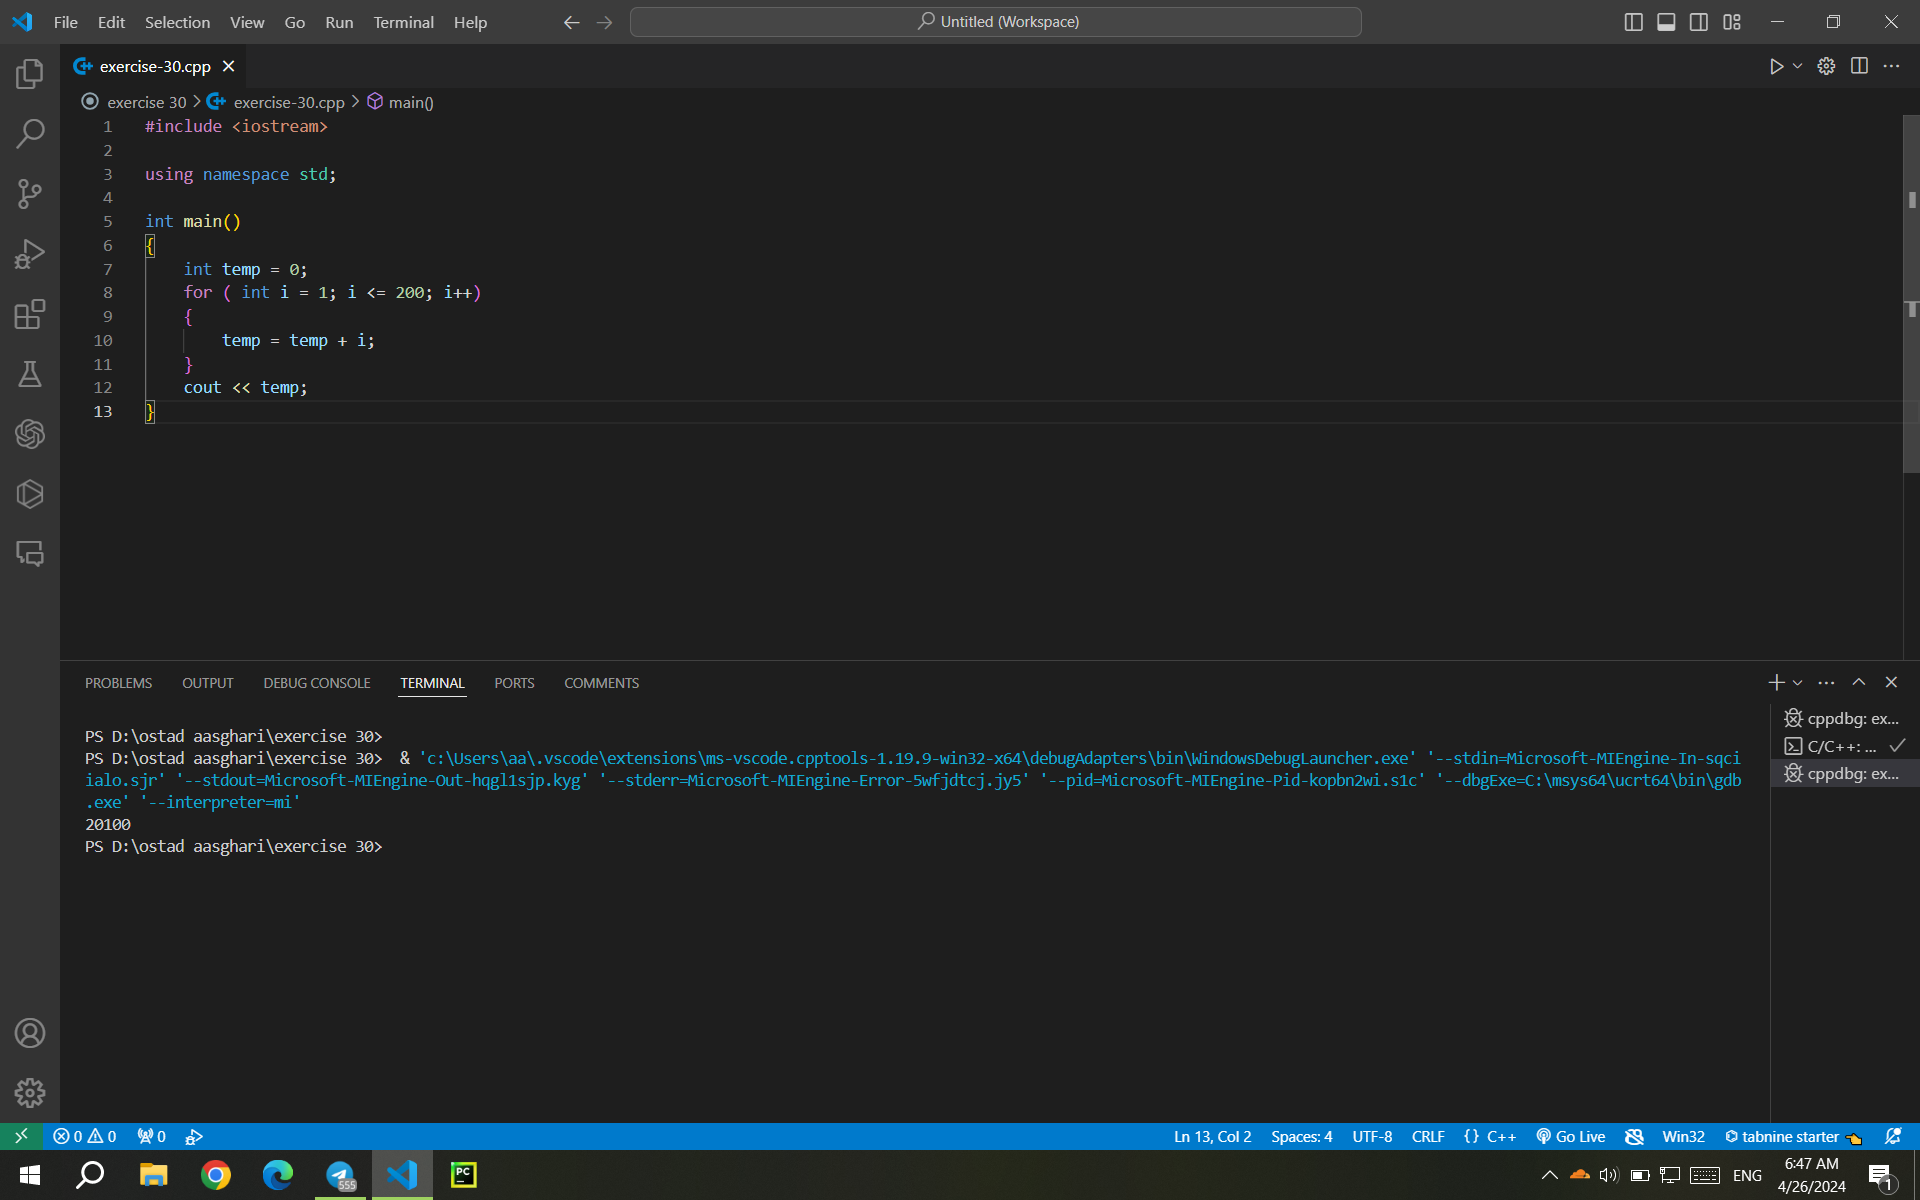 File Edit Selection View Go Run Terminal Help
Untitled (Workspace)
exercise-30.cpp
exercise 30 > exercise-30.cpp > main()
1 #include <iostream>
2
3 using namespace std;
4
5 int main()
6 {
7     int temp = 0;
8     for ( int i = 1; i <= 200; i++)
9     {
10         temp = temp + i;
11     }
12     cout << temp;
13 }
PROBLEMS OUTPUT DEBUG CONSOLE TERMINAL PORTS COMMENTS
cppdbg: ex...
C/C++: ...
cppdbg: ex...
PS D:\ostad aasghari\exercise 30>
PS D:\ostad aasghari\exercise 30>  & 'c:\Users\aa\.vscode\extensions\ms-vscode.cpptools-1.19.9-win32-x64\debugAdapters\bin\WindowsDebugLauncher.exe' '--stdin=Microsoft-MIEngine-In-sqci
ialo.sjr' '--stdout=Microsoft-MIEngine-Out-hqgl1sjp.kyg' '--stderr=Microsoft-MIEngine-Error-5wfjdtcj.jy5' '--pid=Microsoft-MIEngine-Pid-kopbn2wi.s1c' '--dbgExe=C:\msys64\ucrt64\bin\gdb
.exe' '--interpreter=mi'
20100
PS D:\ostad aasghari\exercise 30>
0 0 0 Ln 13, Col 2 Spaces: 4 UTF-8 CRLF {} C++ Go Live Win32 tabnine starter
555 PC ENG 6:47 AM
4/26/2024 1